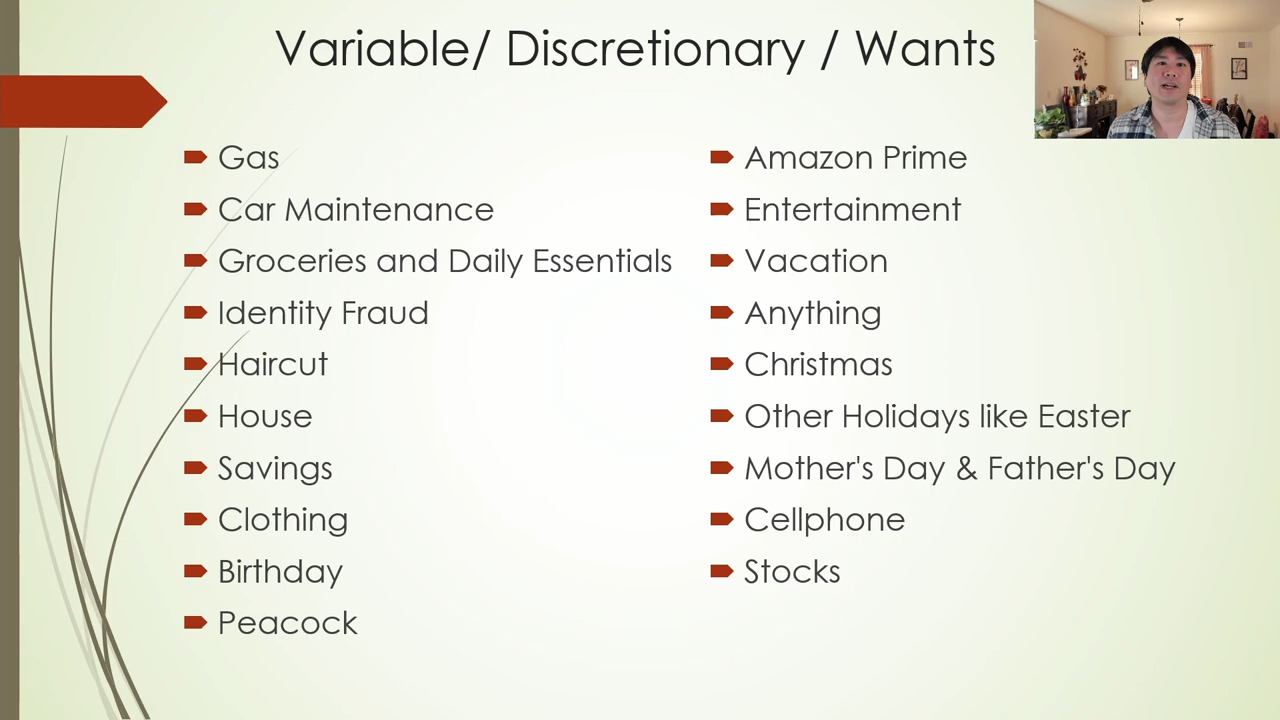 Variable/ Discretionary / Wants
Gas
Car Maintenance
Groceries and Daily Essentials
Identity Fraud
Haircut
House
Savings
Clothing
Birthday
Peacock
Amazon Prime
Entertainment
Vacation
Anything
Christmas
Other Holidays like Easter
Mother's Day & Father's Day
Cellphone
Stocks